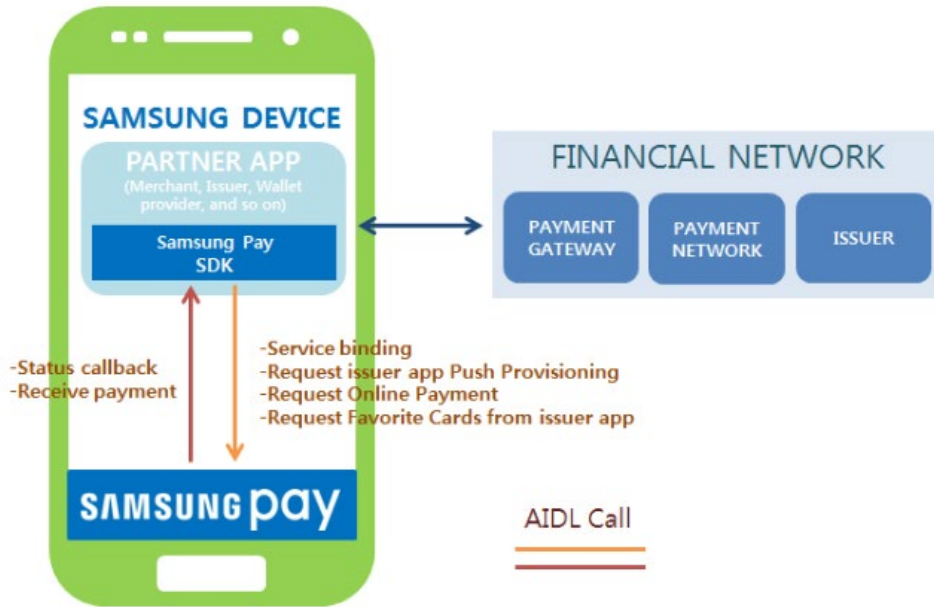 SAMSUNG DEVICE
PARTNER APP
(Merchant, Issuer, Wallet
provider, and so on)
Samsung Pay
SDK
FINANCIAL NETWORK
PAYMENT
GATEWAY
PAYMENT
NETWORK
ISSUER
-Status callback
-Receive payment
-Service binding
-Request issuer app Push Provisioning
-Request Online Payment
-Request Favorite Cards from issuer app
SAMSUNG pay
AIDL Call